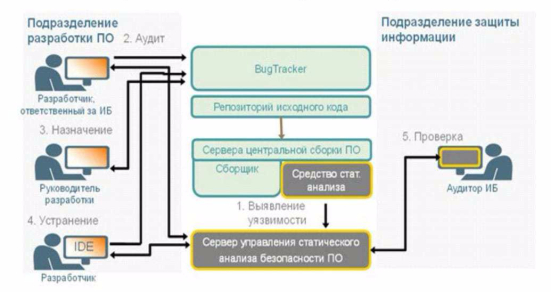 Подразделение
разработки ПО
2. Аудит
Разработчик,
ответственный за ИБ
3. Назначение
Руководитель
разработки
4. Устранение
IDE
Разработчик
BugTracker
Репозиторий исходного кода
Сервера центральной сборки ПО
Сборщик
Средство стат.
анализа
1. Выявление
уязвимости
Сервер управления статического
анализа безопасности ПО
Подразделение защиты
информации
5. Проверка
Аудитор ИБ